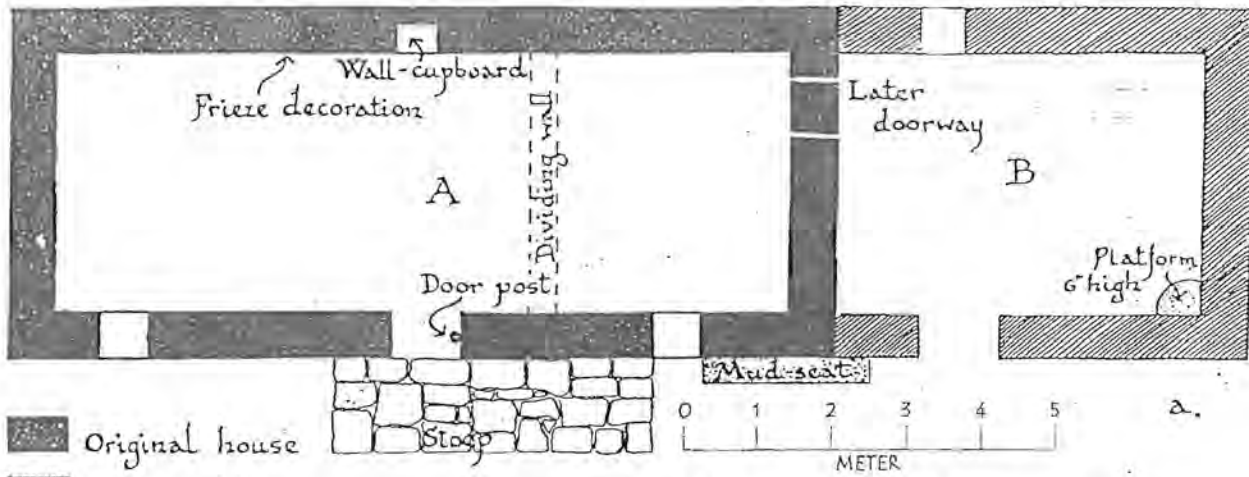 Wall-cupboard
Frieze decoration
Dividing wall
Later
doorway
A
B
Door post
Platform
6" high
Mud-seat
Stoep
0 1 2 3 4 5
METER
a.
Original house